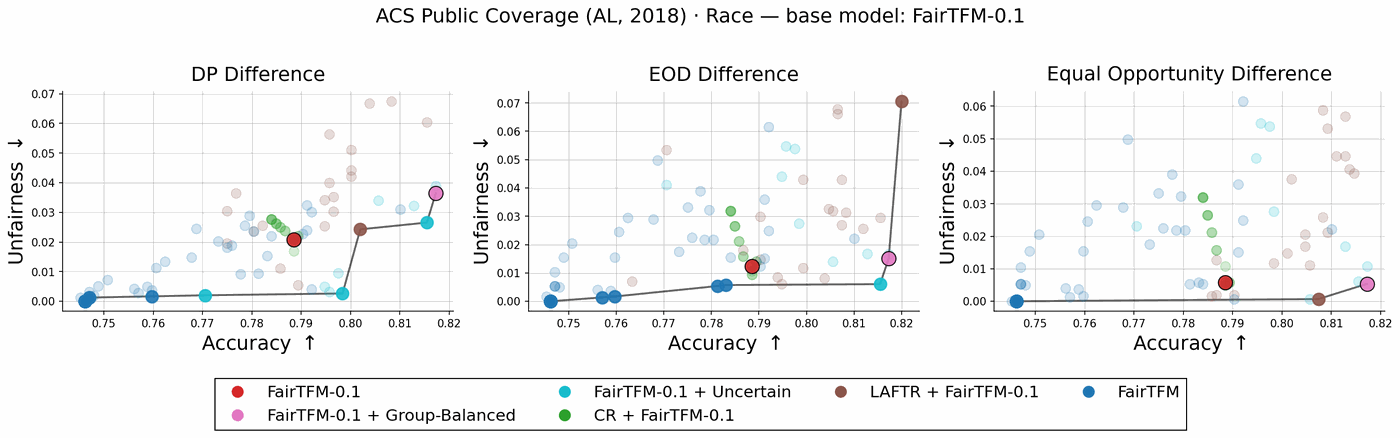 ACS Public Coverage (AL, 2018) · Race — base model: FairTFM-0.1
DP Difference
EOD Difference
Equal Opportunity Difference
Unfairness ↓
0.07
0.06
0.05
0.04
0.03
0.02
0.01
0.00
0.75 0.76 0.77 0.78 0.79 0.80 0.81 0.82
Accuracy ↑
Unfairness ↓
0.07
0.06
0.05
0.04
0.03
0.02
0.01
0.00
0.75 0.76 0.77 0.78 0.79 0.80 0.81 0.82
Accuracy ↑
Unfairness ↓
0.06
0.05
0.04
0.03
0.02
0.01
0.00
0.75 0.76 0.77 0.78 0.79 0.80 0.81 0.82
Accuracy ↑
FairTFM-0.1
FairTFM-0.1 + Uncertain
LAFTR + FairTFM-0.1
FairTFM
FairTFM-0.1 + Group-Balanced
CR + FairTFM-0.1